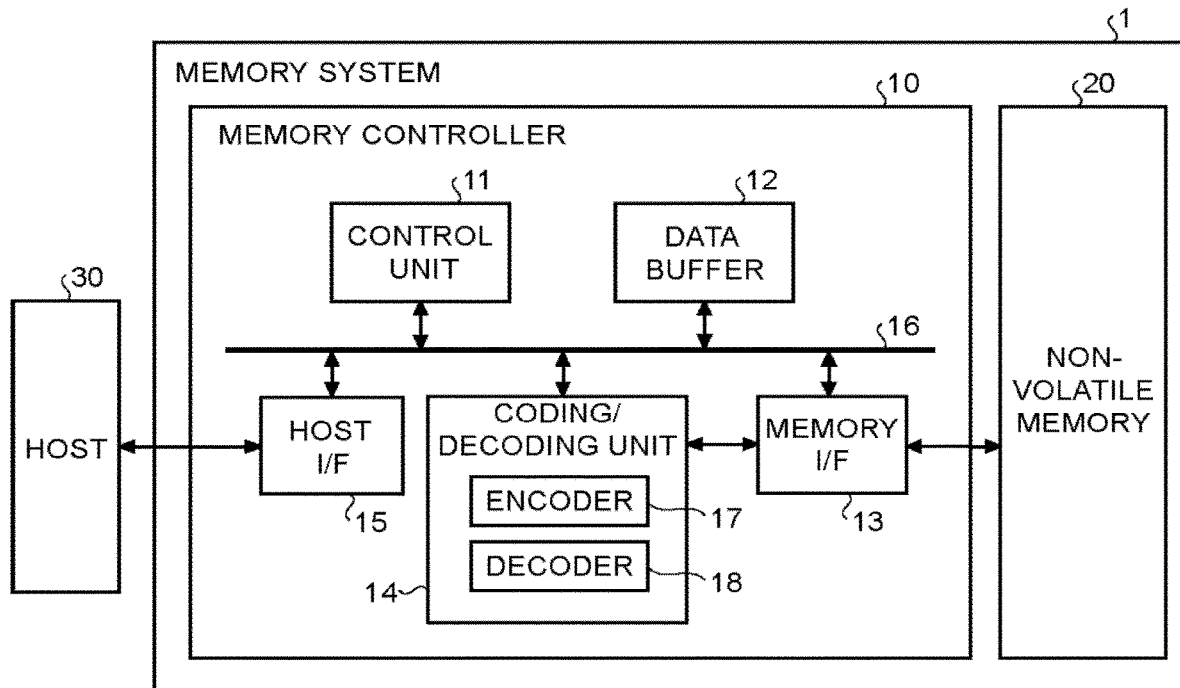 1
MEMORY SYSTEM
10
20
MEMORY CONTROLLER
11
12
CONTROL
UNIT
DATA
BUFFER
30
16
HOST
HOST
I/F
15
CODING/
DECODING UNIT
ENCODER
17
DECODER
18
14
MEMORY
I/F
13
NON-
VOLATILE
MEMORY